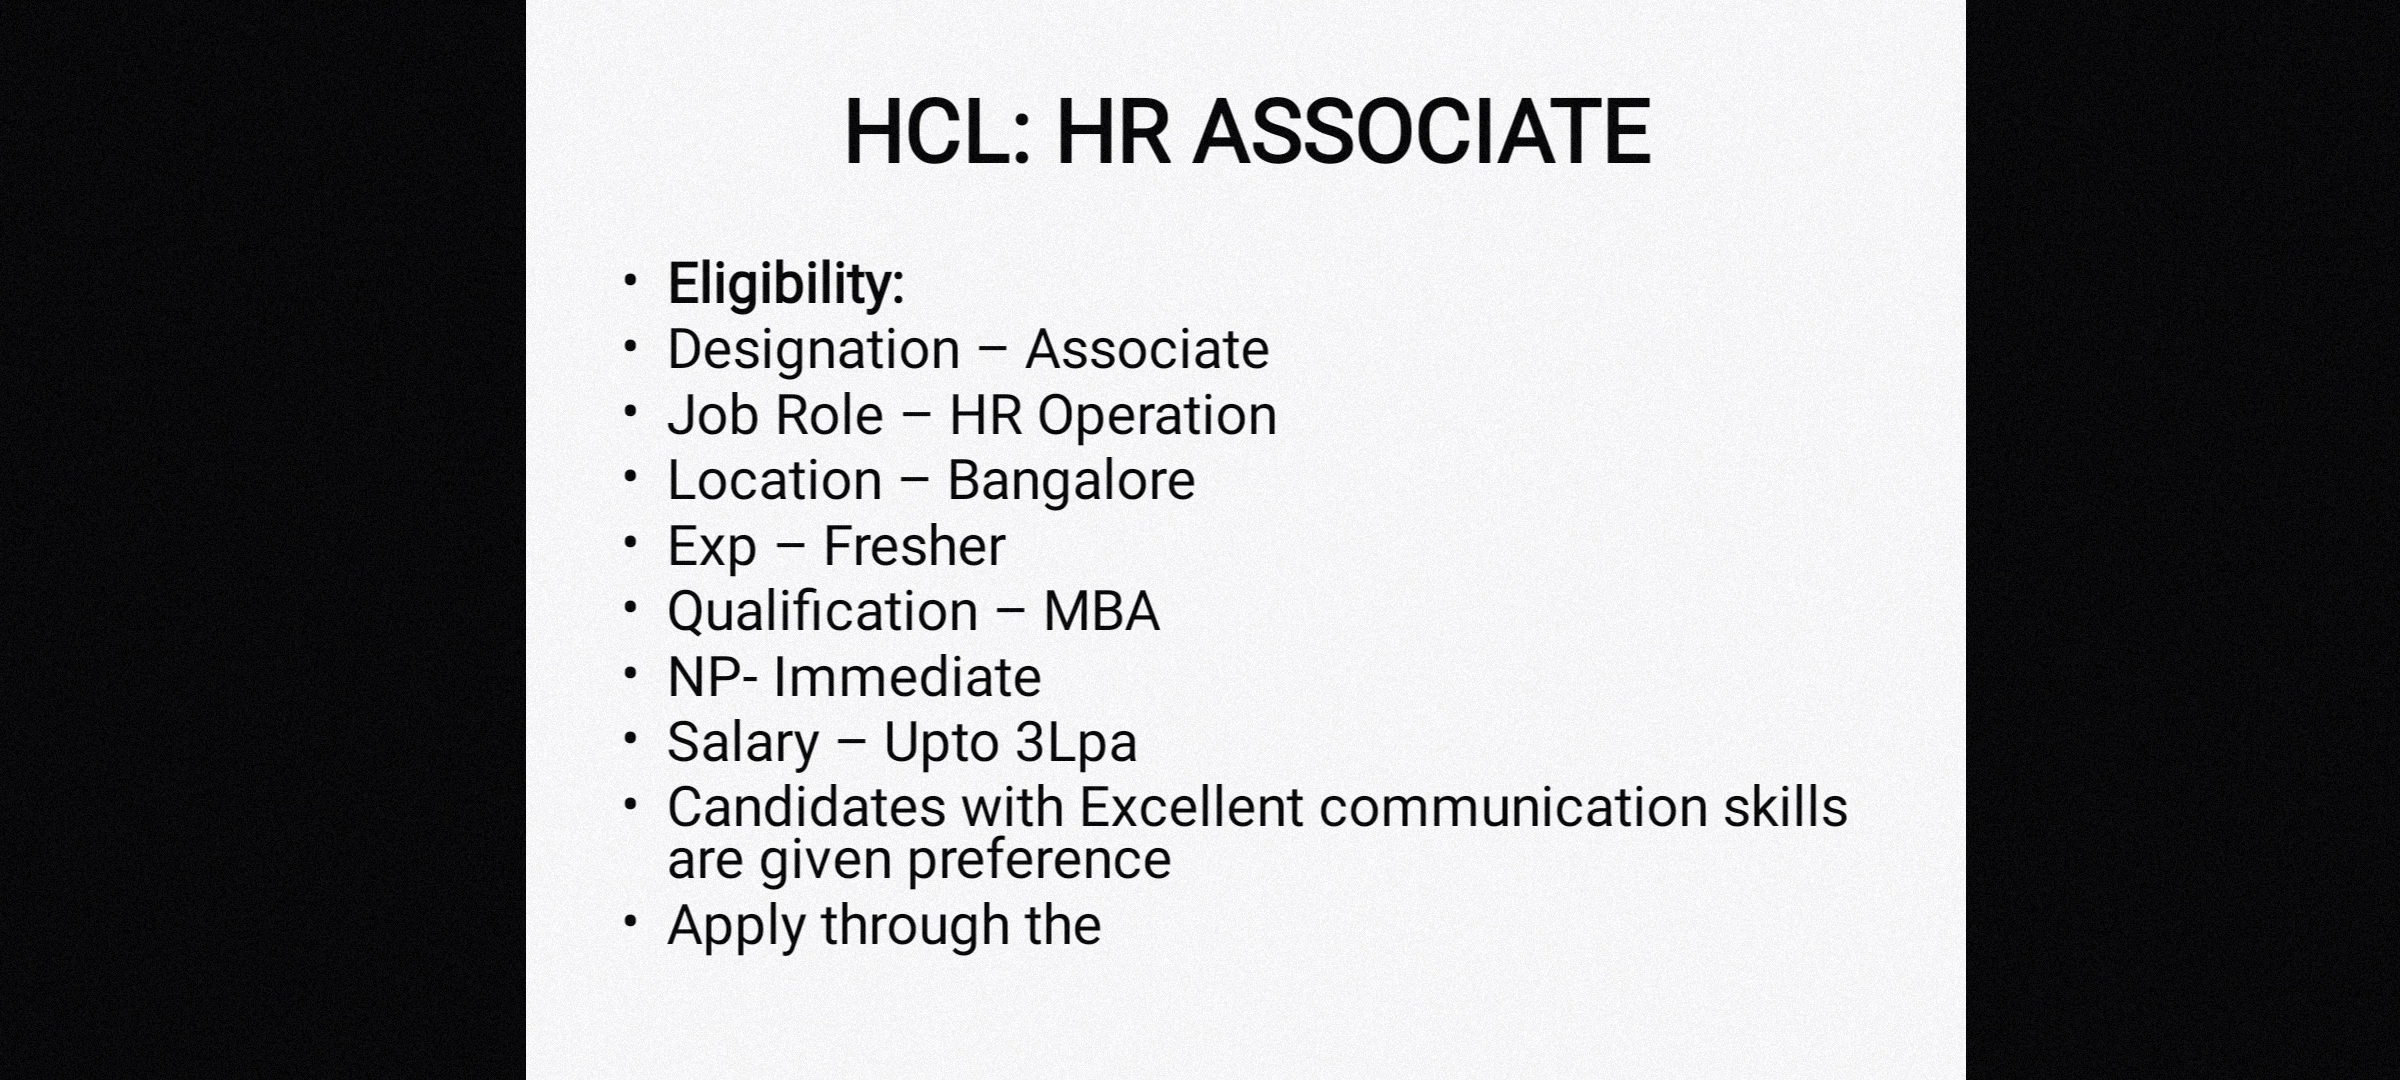 HCL: HR ASSOCIATE
• Eligibility:
• Designation – Associate
• Job Role – HR Operation
• Location – Bangalore
• Exp – Fresher
• Qualification – MBA
• NP- Immediate
• Salary – Upto 3Lpa
• Candidates with Excellent communication skills
are given preference
• Apply through the